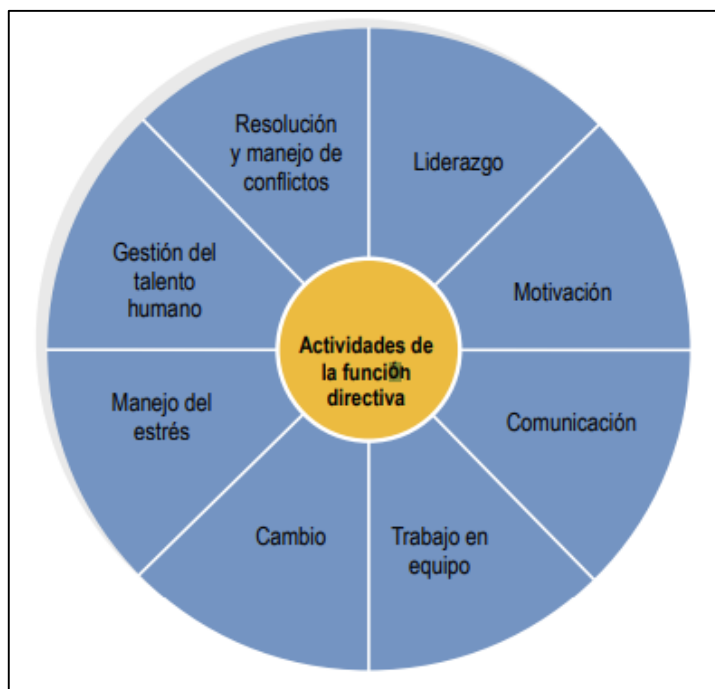 Resolución
y manejo de
conflictos
Liderazgo
Gestión del
talento
humano
Motivación
Actividades de
la función
directiva
Manejo del
estrés
Comunicación
Cambio
Trabajo en
equipo